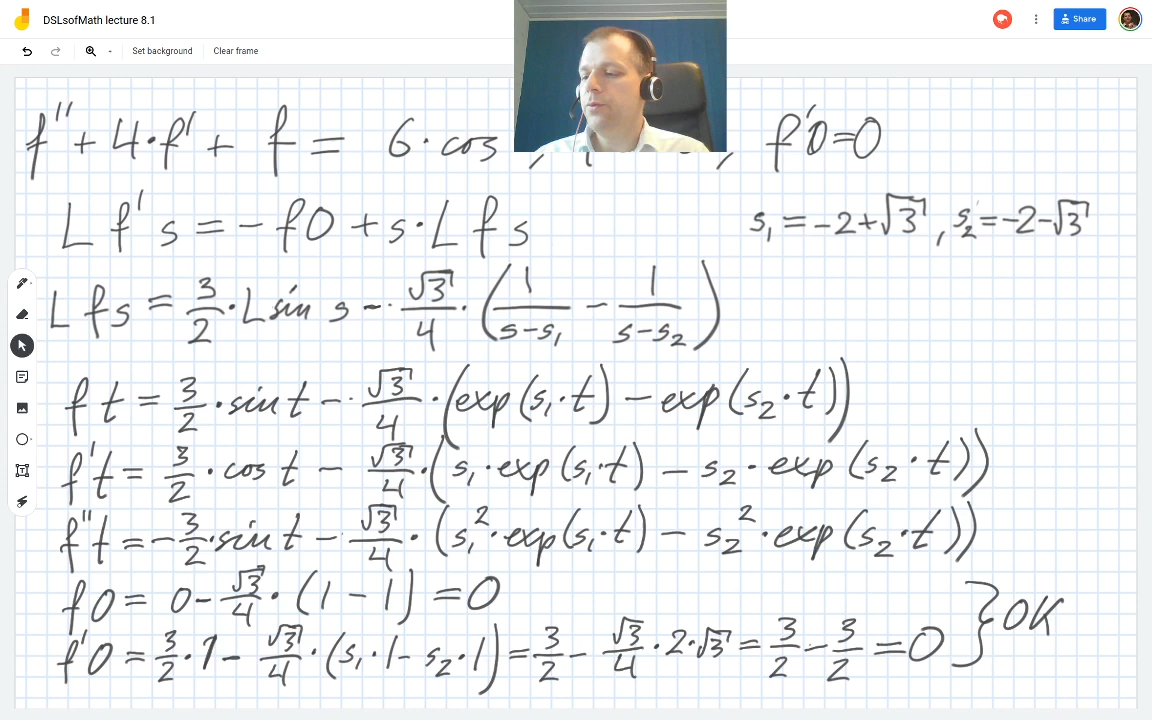 DSLsofMath lecture 8.1
Share
Set background Clear frame
f'' + 4·f' + f = 6·cos , , f'0=0
L f' s = -f0 + s·L f s s₁ = -2+√3, s₂ = -2-√3
L f s = 3/2·L sin s - √3/4·(1/(s-s₁) - 1/(s-s₂))
f t = 3/2·sin t - √3/4·(exp(s₁·t) - exp(s₂·t))
f't = 3/2·cos t - √3/4·(s₁·exp(s₁·t) - s₂·exp(s₂·t))
f''t = -3/2·sin t - √3/4·(s₁²·exp(s₁·t) - s₂²·exp(s₂·t))
f0 = 0 - √3/4·(1-1) = 0
f'0 = 3/2·1 - √3/4·(s₁·1 - s₂·1) = 3/2 - √3/4·2·√3 = 3/2 - 3/2 = 0 } OK